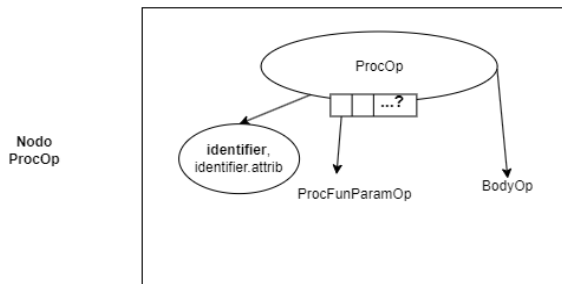 ProcOp
...?
Nodo
ProcOp
identifier,
identifier.attrib
ProcFunParamOp
BodyOp